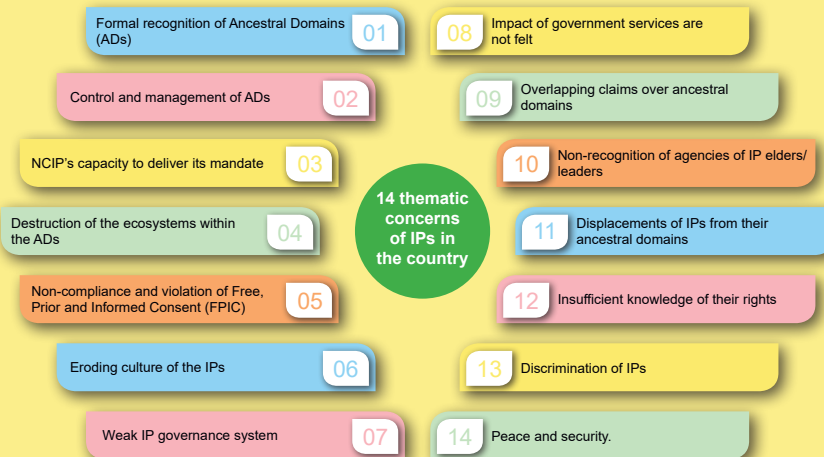 Formal recognition of Ancestral Domains
(ADs)
01
Control and management of ADs
02
NCIP's capacity to deliver its mandate
03
Destruction of the ecosystems within
the ADs
04
Non-compliance and violation of Free,
Prior and Informed Consent (FPIC)
05
Eroding culture of the IPs
06
Weak IP governance system
07
14 thematic
concerns
of IPs in
the country
08
Impact of government services are
not felt
09
Overlapping claims over ancestral
domains
10
Non-recognition of agencies of IP elders/
leaders
11
Displacements of IPs from their
ancestral domains
12
Insufficient knowledge of their rights
13
Discrimination of IPs
14
Peace and security.